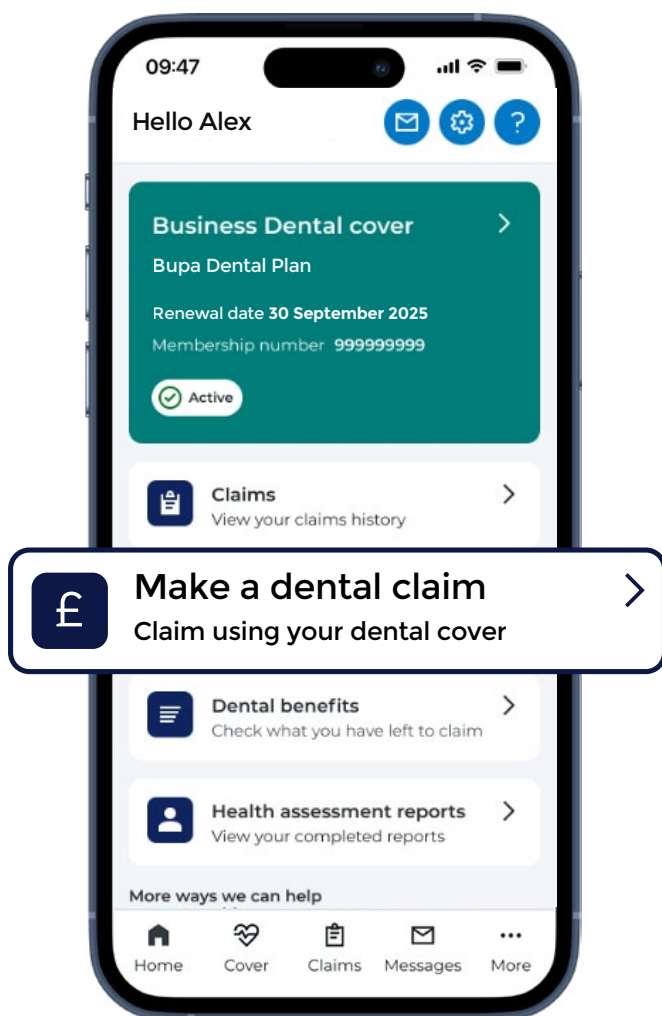 09:47
Hello Alex
?
Business Dental cover
Bupa Dental Plan
Renewal date 30 September 2025
Membership number 999999999
Active
Claims
View your claims history
£
Make a dental claim
Claim using your dental cover
Dental benefits
Check what you have left to claim
Health assessment reports
View your completed reports
More ways we can help
Home Cover Claims Messages More